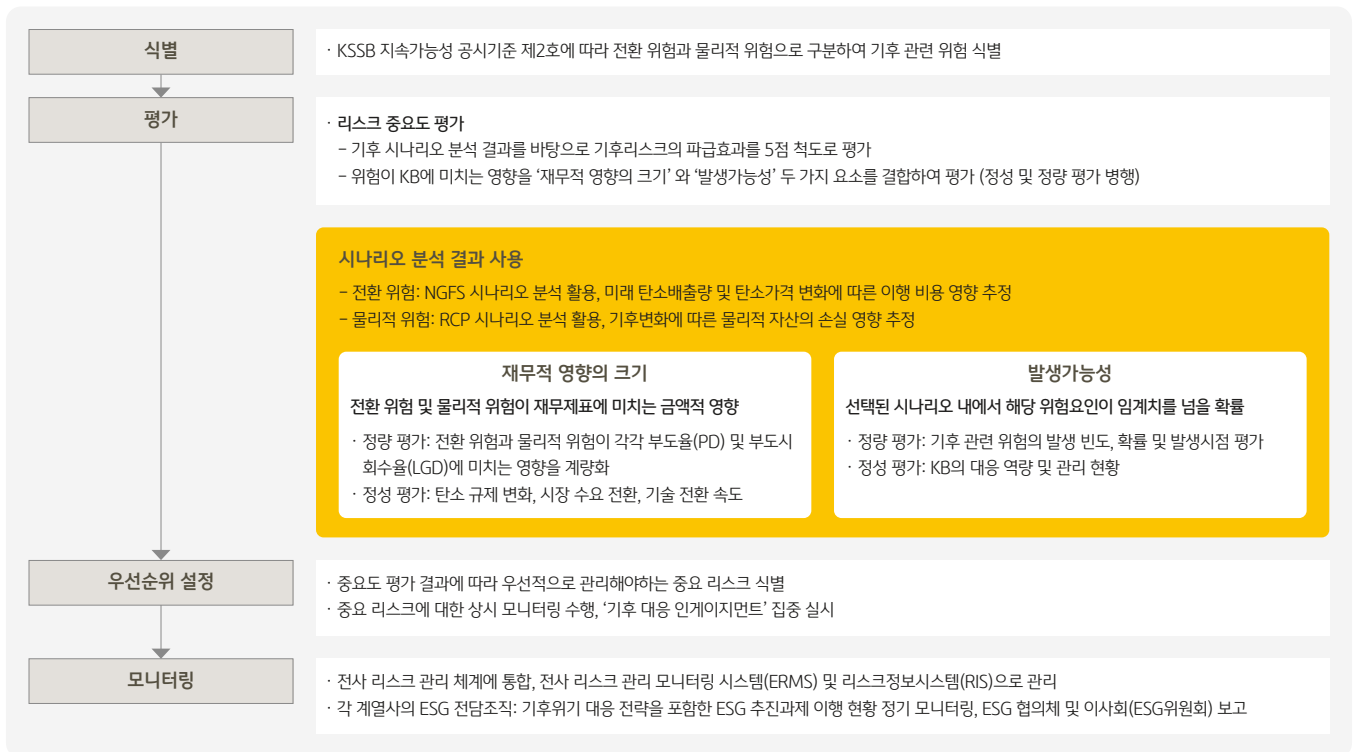 식별
· KSSB 지속가능성 공시기준 제2호에 따라 전환 위험과 물리적 위험으로 구분하여 기후 관련 위험 식별
평가
· 리스크 중요도 평가
– 기후 시나리오 분석 결과를 바탕으로 기후리스크의 파급효과를 5점 척도로 평가
– 위험이 KB에 미치는 영향을 ‘재무적 영향의 크기’ 와 ‘발생가능성’ 두 가지 요소를 결합하여 평가 (정성 및 정량 평가 병행)
시나리오 분석 결과 사용
– 전환 위험: NGFS 시나리오 분석 활용, 미래 탄소배출량 및 탄소가격 변화에 따른 이행 비용 영향 추정
– 물리적 위험: RCP 시나리오 분석 활용, 기후변화에 따른 물리적 자산의 손실 영향 추정
재무적 영향의 크기
전환 위험 및 물리적 위험이 재무제표에 미치는 금액적 영향
· 정량 평가: 전환 위험과 물리적 위험이 각각 부도율(PD) 및 부도시
회수율(LGD)에 미치는 영향을 계량화
· 정성 평가: 탄소 규제 변화, 시장 수요 전환, 기술 전환 속도
발생가능성
선택된 시나리오 내에서 해당 위험요인이 임계치를 넘을 확률
· 정량 평가: 기후 관련 위험의 발생 빈도, 확률 및 발생시점 평가
· 정성 평가: KB의 대응 역량 및 관리 현황
우선순위 설정
· 중요도 평가 결과에 따라 우선적으로 관리해야하는 중요 리스크 식별
· 중요 리스크에 대한 상시 모니터링 수행, ‘기후 대응 인게이지먼트’ 집중 실시
모니터링
· 전사 리스크 관리 체계에 통합, 전사 리스크 관리 모니터링 시스템(ERMS) 및 리스크정보시스템(RIS)으로 관리
· 각 계열사의 ESG 전담조직: 기후위기 대응 전략을 포함한 ESG 추진과제 이행 현황 정기 모니터링, ESG 협의체 및 이사회(ESG위원회) 보고